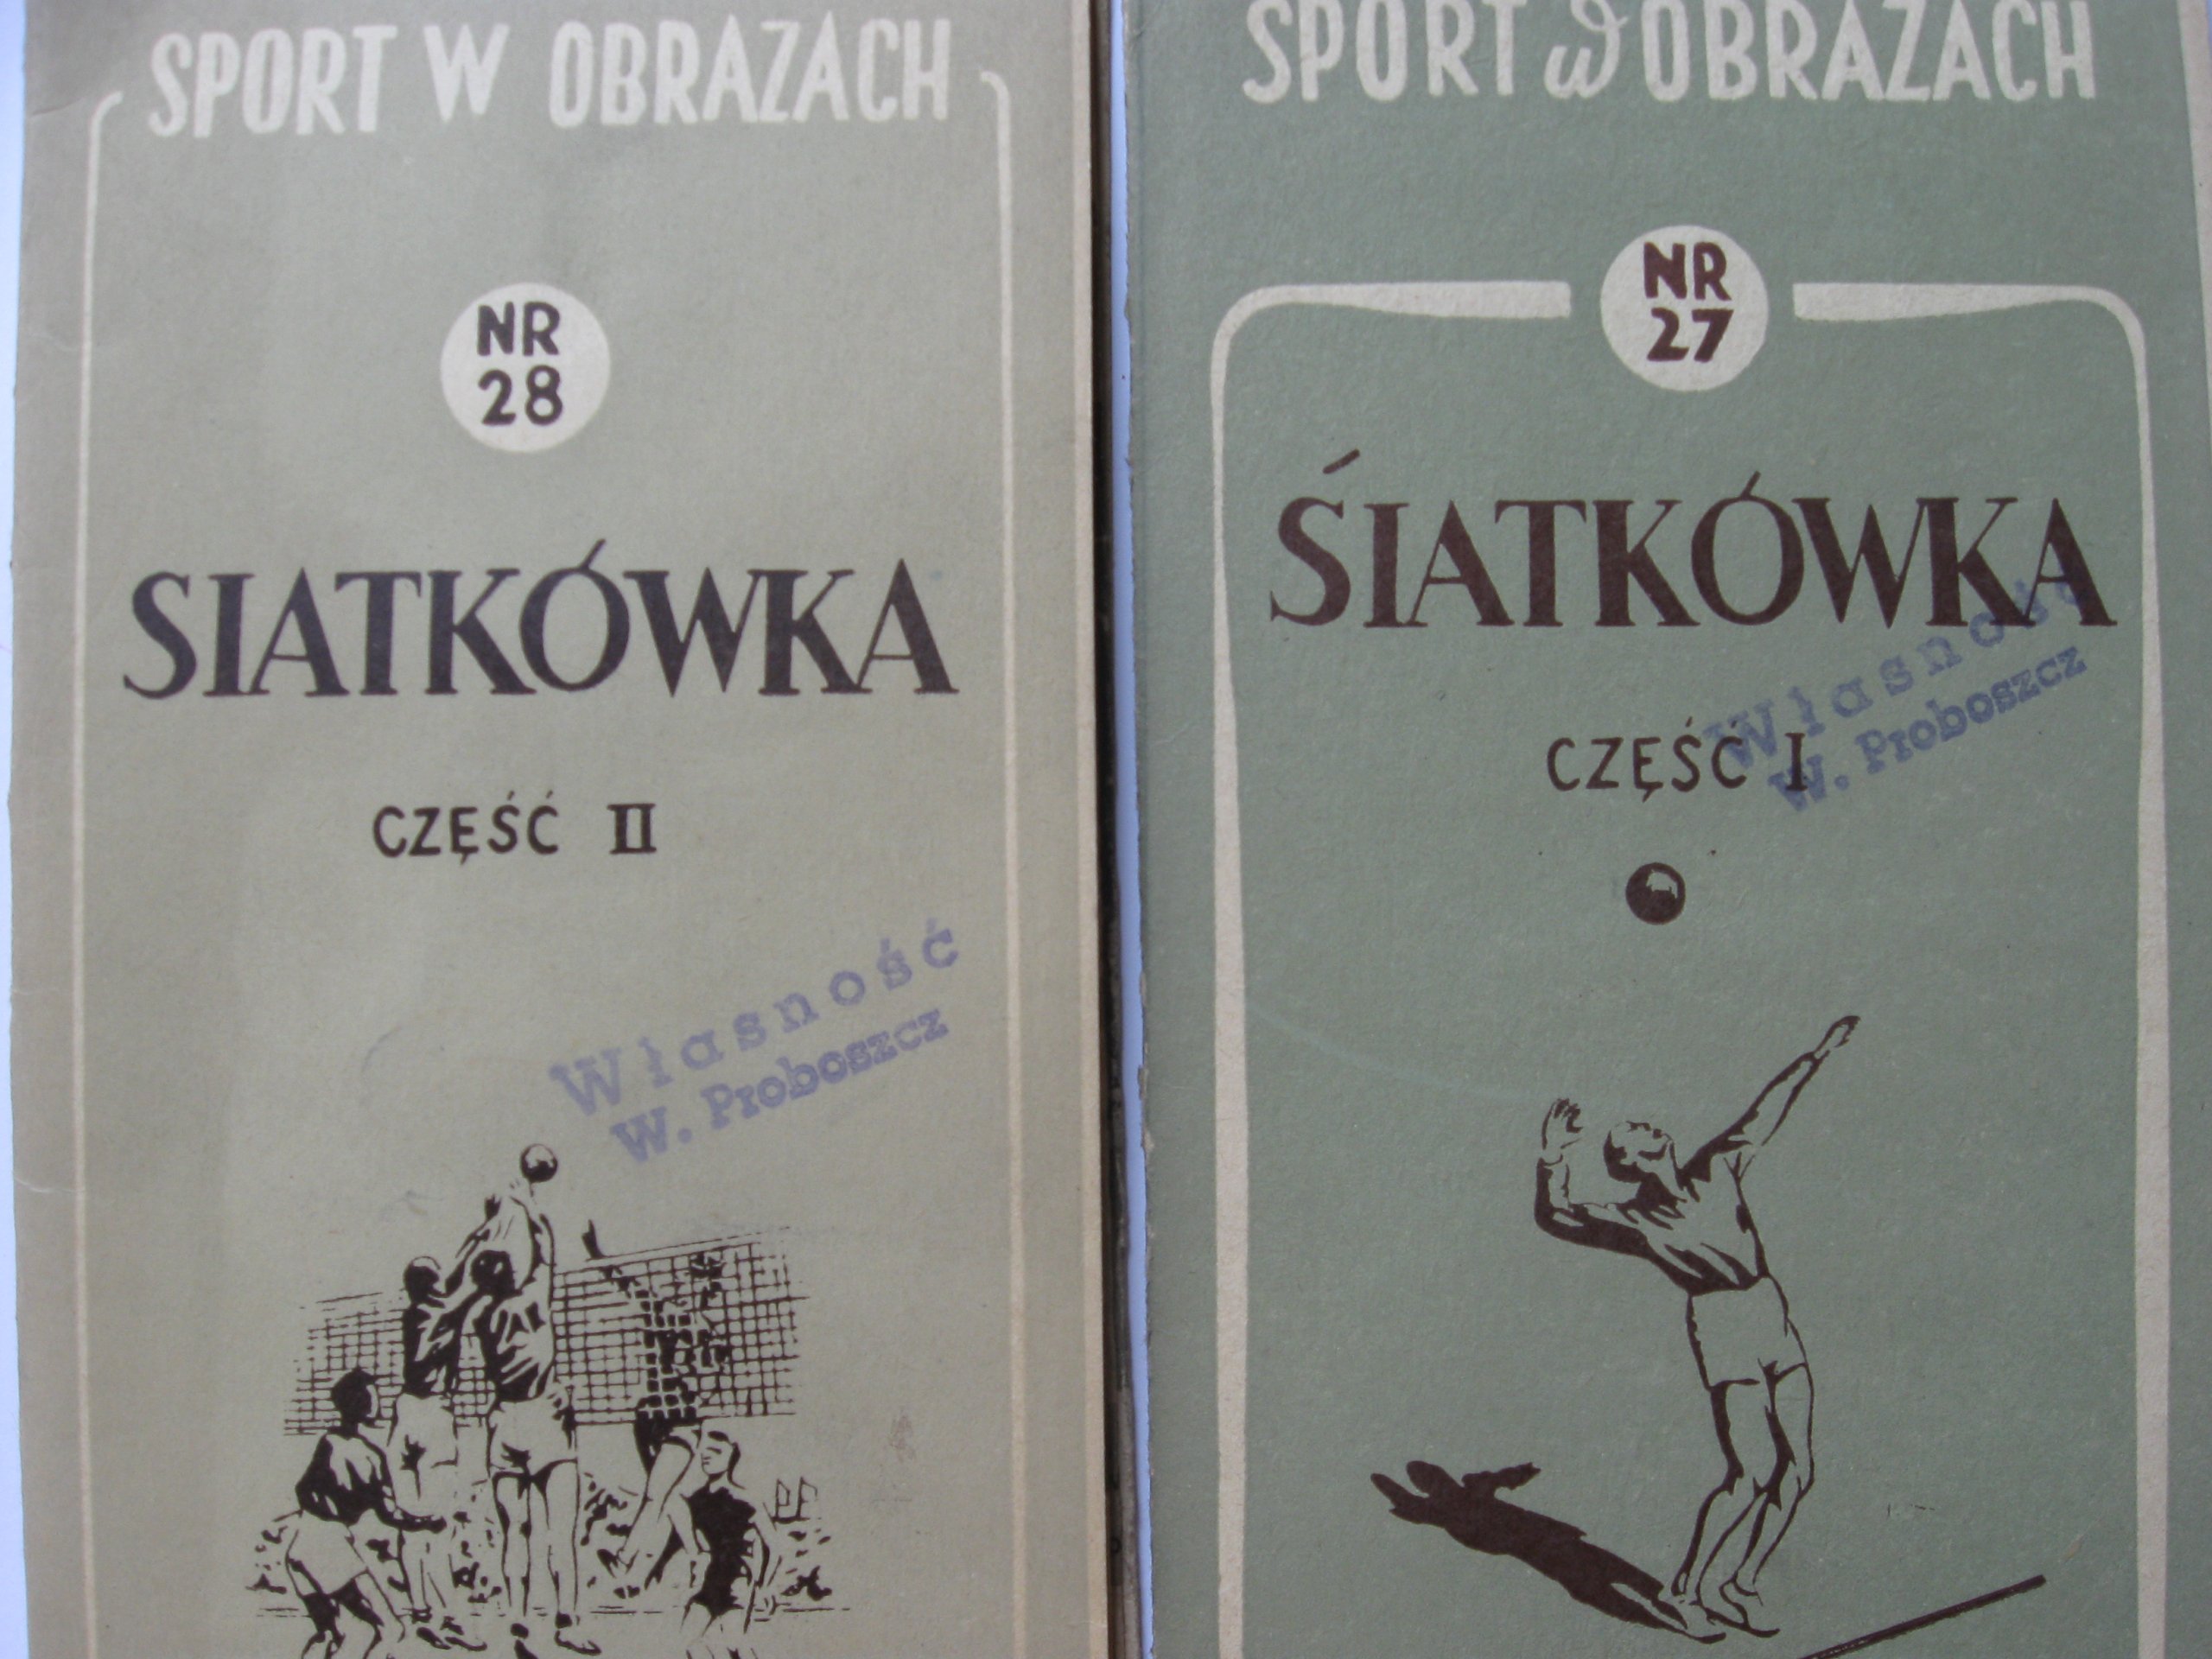 SPORT W OBRAZACH
NR
28
SIATKÓWKA
CZĘŚĆ II
Własność
W. Proboszcz
SPORT w OBRAZACH
NR
27
ŚIATKÓWKA
CZĘŚĆ I
Własność
W. Proboszcz